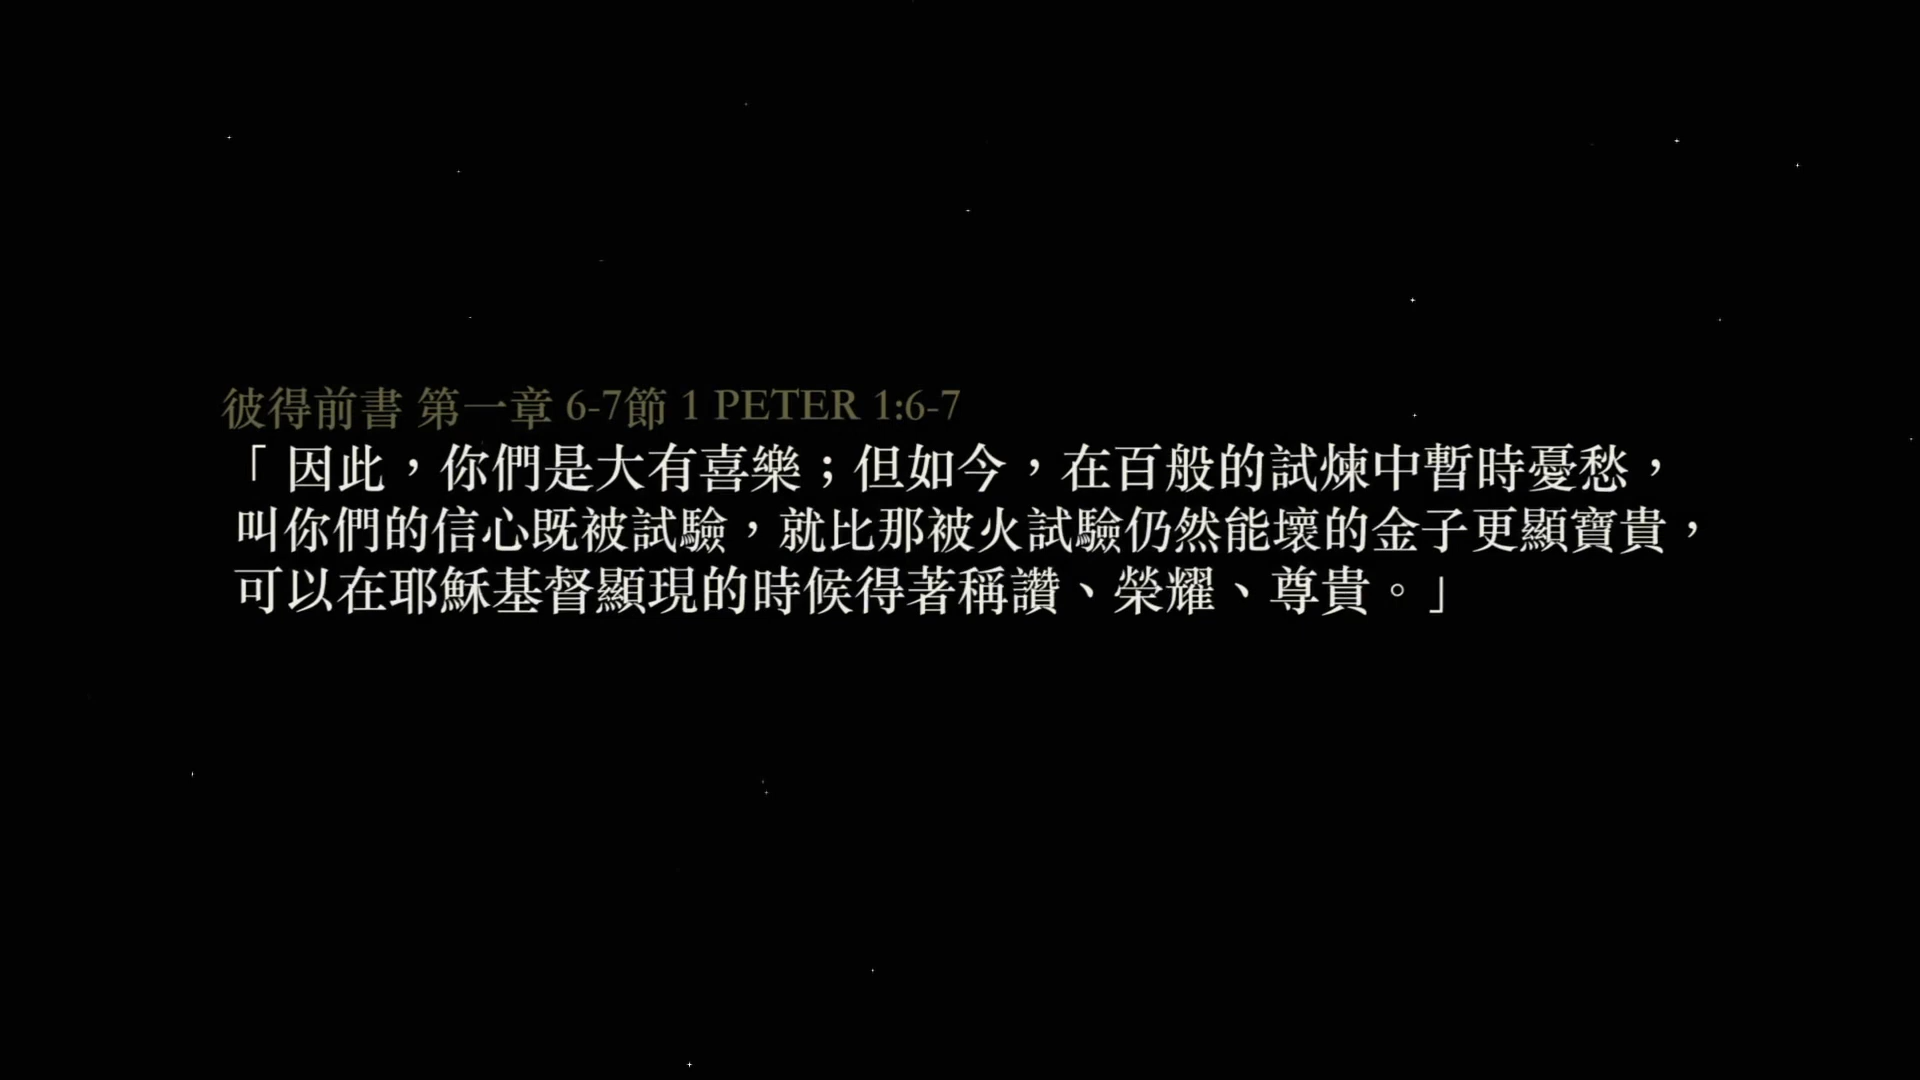 彼得前書 第一章 6-7節 1 PETER 1:6-7
「 因此，你們是大有喜樂；但如今，在百般的試煉中暫時憂愁，
叫你們的信心既被試驗，就比那被火試驗仍然能壞的金子更顯寶貴，
可以在耶穌基督顯現的時候得著稱讚、榮耀、尊貴。」